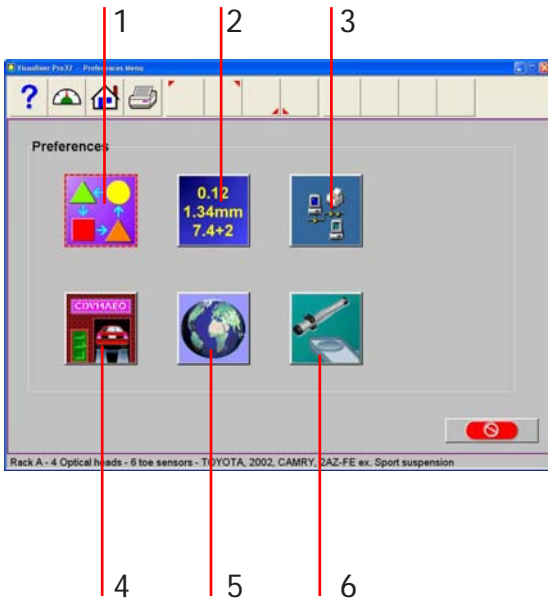 1 2 3
Visualiner Pro32 - Preferences Menu
?
Preferences
0.12
1.34mm
7.4+2
Rack A - 4 Optical heads - 6 toe sensors - TOYOTA, 2002, CAMRY, 2AZ-FE ex. Sport suspension
4 5 6